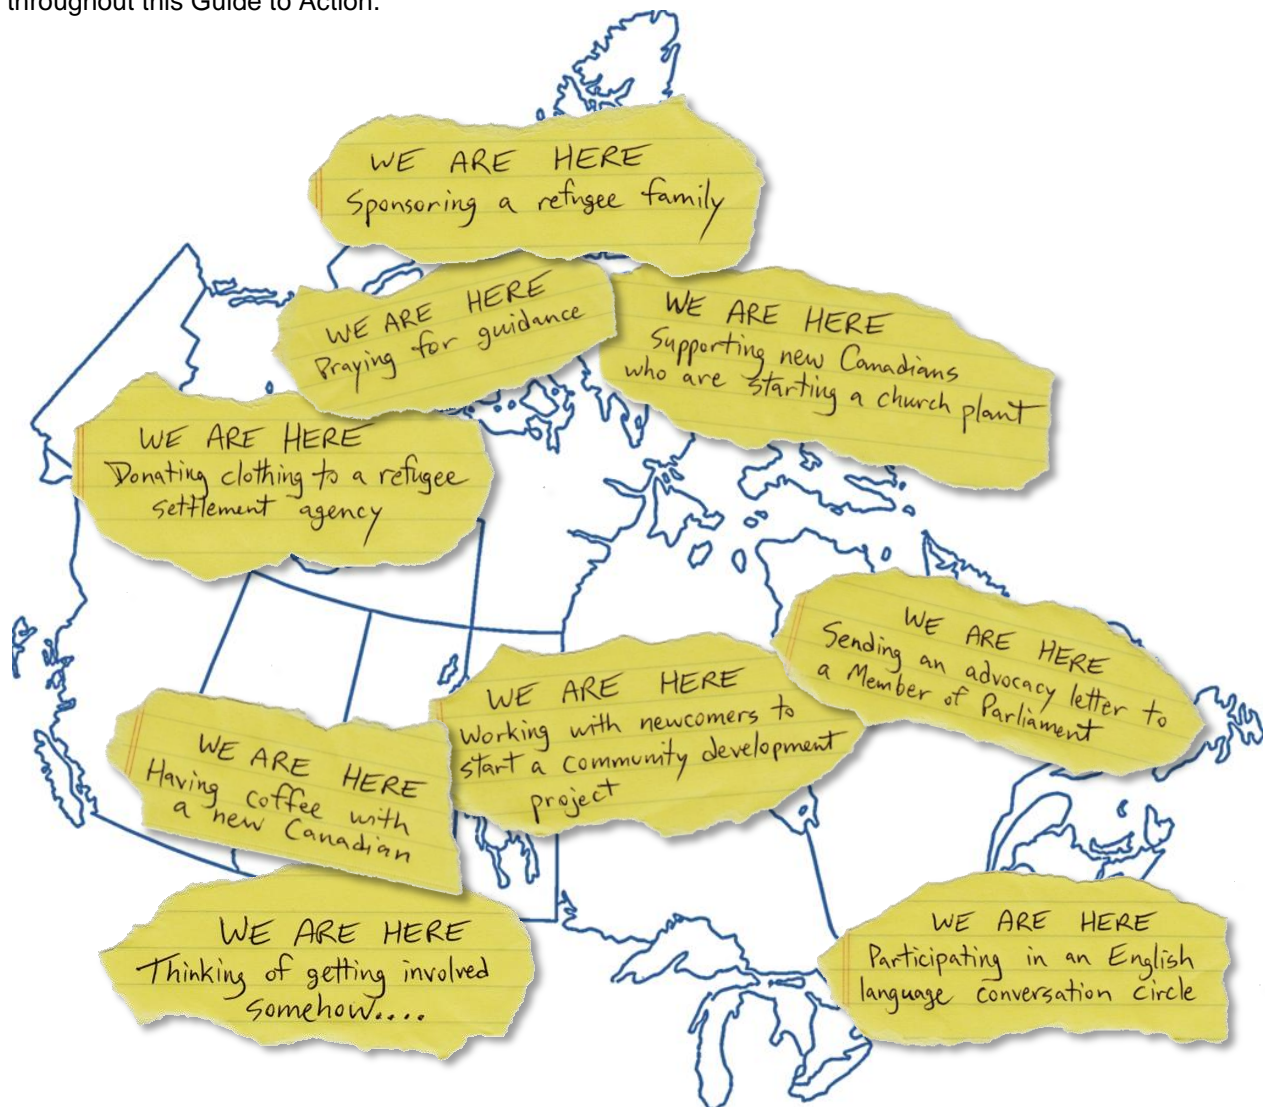 throughout this Guide to Action.
WE ARE HERE
Sponsoring a refugee family
WE ARE HERE
Praying for guidance
WE ARE HERE
Supporting new Canadians
who are starting a church plant
WE ARE HERE
Donating clothing to a refugee
settlement agency
WE ARE HERE
Sending an advocacy letter to
a Member of Parliament
WE ARE HERE
Working with newcomers to
start a community development
project
WE ARE HERE
Having coffee with
a new Canadian
WE ARE HERE
Thinking of getting involved
somehow....
WE ARE HERE
Participating in an English
language conversation circle